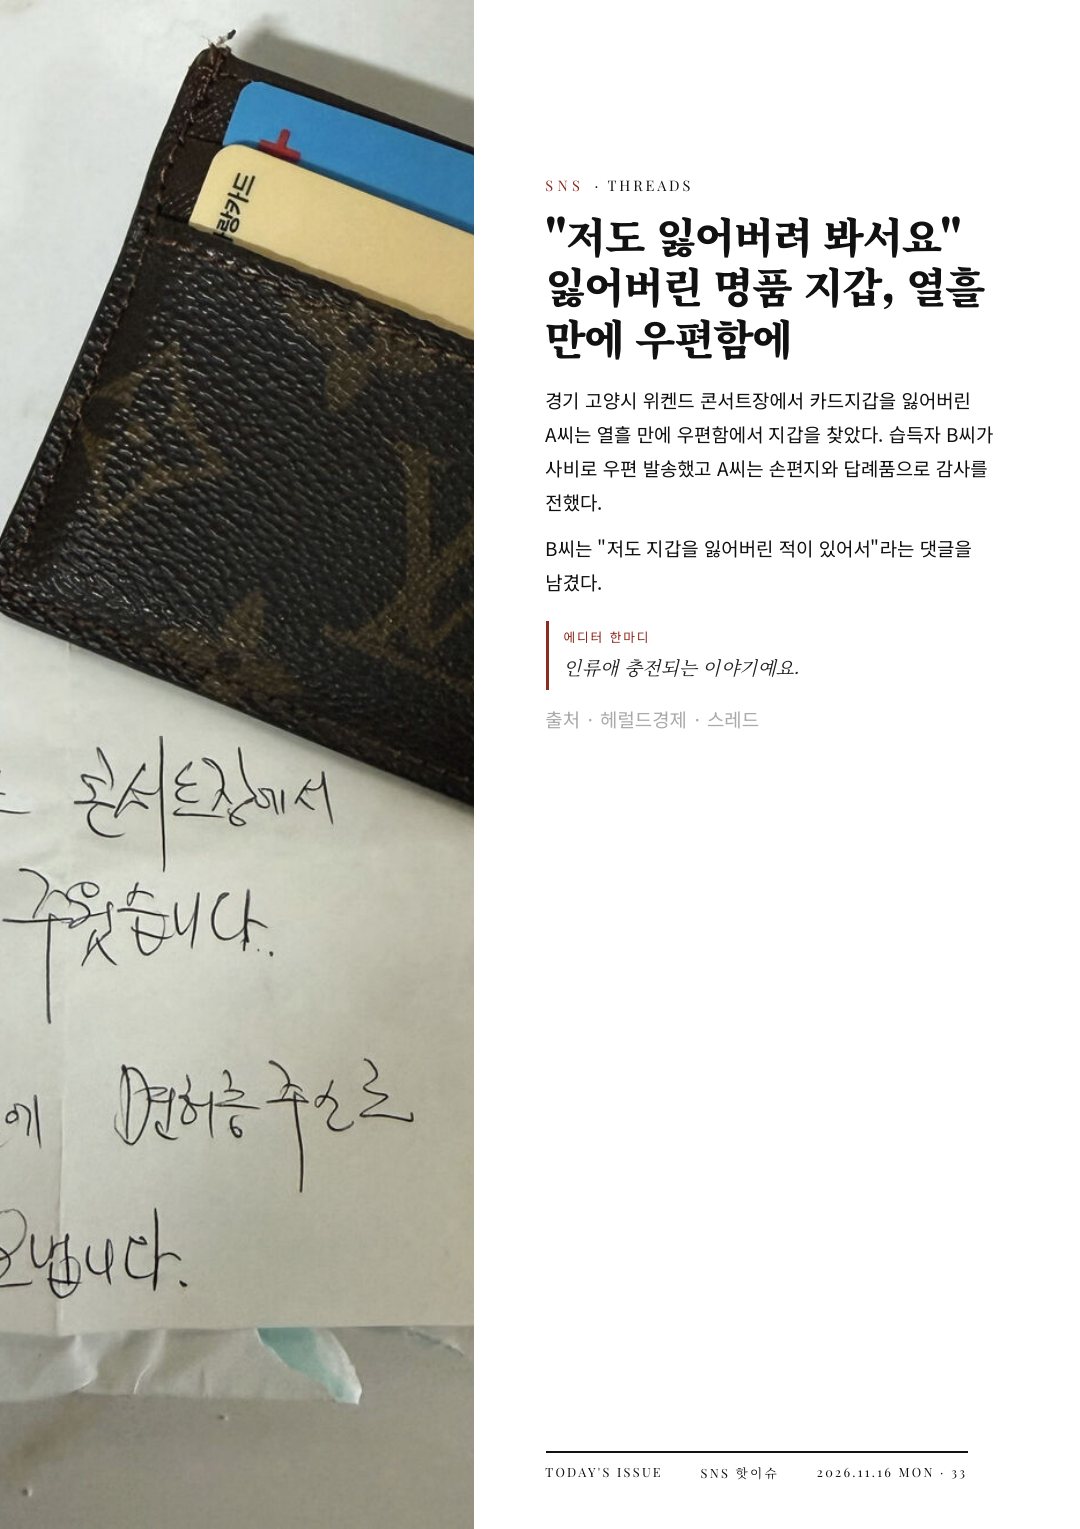 랑카드
콘서트장에서
주웠습니다.
에 면허증 주소로
보냅니다.
SNS · THREADS
"저도 잃어버려 봐서요"
잃어버린 명품 지갑, 열흘
만에 우편함에
경기 고양시 위켄드 콘서트장에서 카드지갑을 잃어버린
A씨는 열흘 만에 우편함에서 지갑을 찾았다. 습득자 B씨가
사비로 우편 발송했고 A씨는 손편지와 답례품으로 감사를
전했다.
B씨는 "저도 지갑을 잃어버린 적이 있어서"라는 댓글을
남겼다.
에디터 한마디
인류애 충전되는 이야기예요.
출처 · 헤럴드경제 · 스레드
TODAY'S ISSUE SNS 핫이슈 2026.11.16 MON · 33